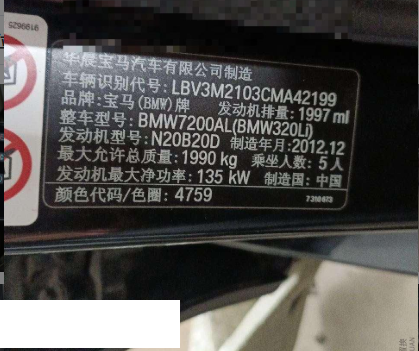 9189625
华晨宝马汽车有限公司制造
车辆识别代号: LBV3M2103CMA42199
品牌: 宝马(BMW)牌 发动机排量: 1997 ml
整车型号: BMW7200AL(BMW320Li)
发动机型号: N20B20D 制造年月: 2012.12
最大允许总质量: 1990 kg 乘坐人数: 5 人
发动机最大净功率: 135 kW 制造国: 中国
颜色代码/色圈: 4759